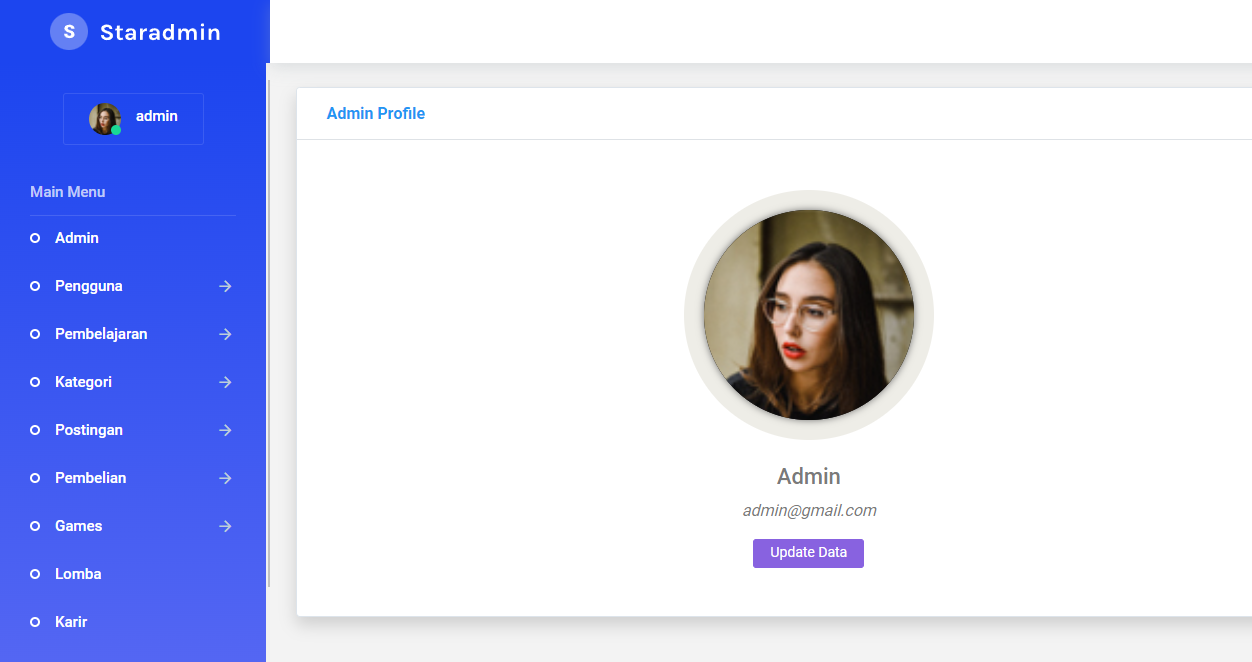 S Staradmin
admin
Main Menu
Admin
Pengguna
Pembelajaran
Kategori
Postingan
Pembelian
Games
Lomba
Karir
Admin Profile
Admin
admin@gmail.com
Update Data